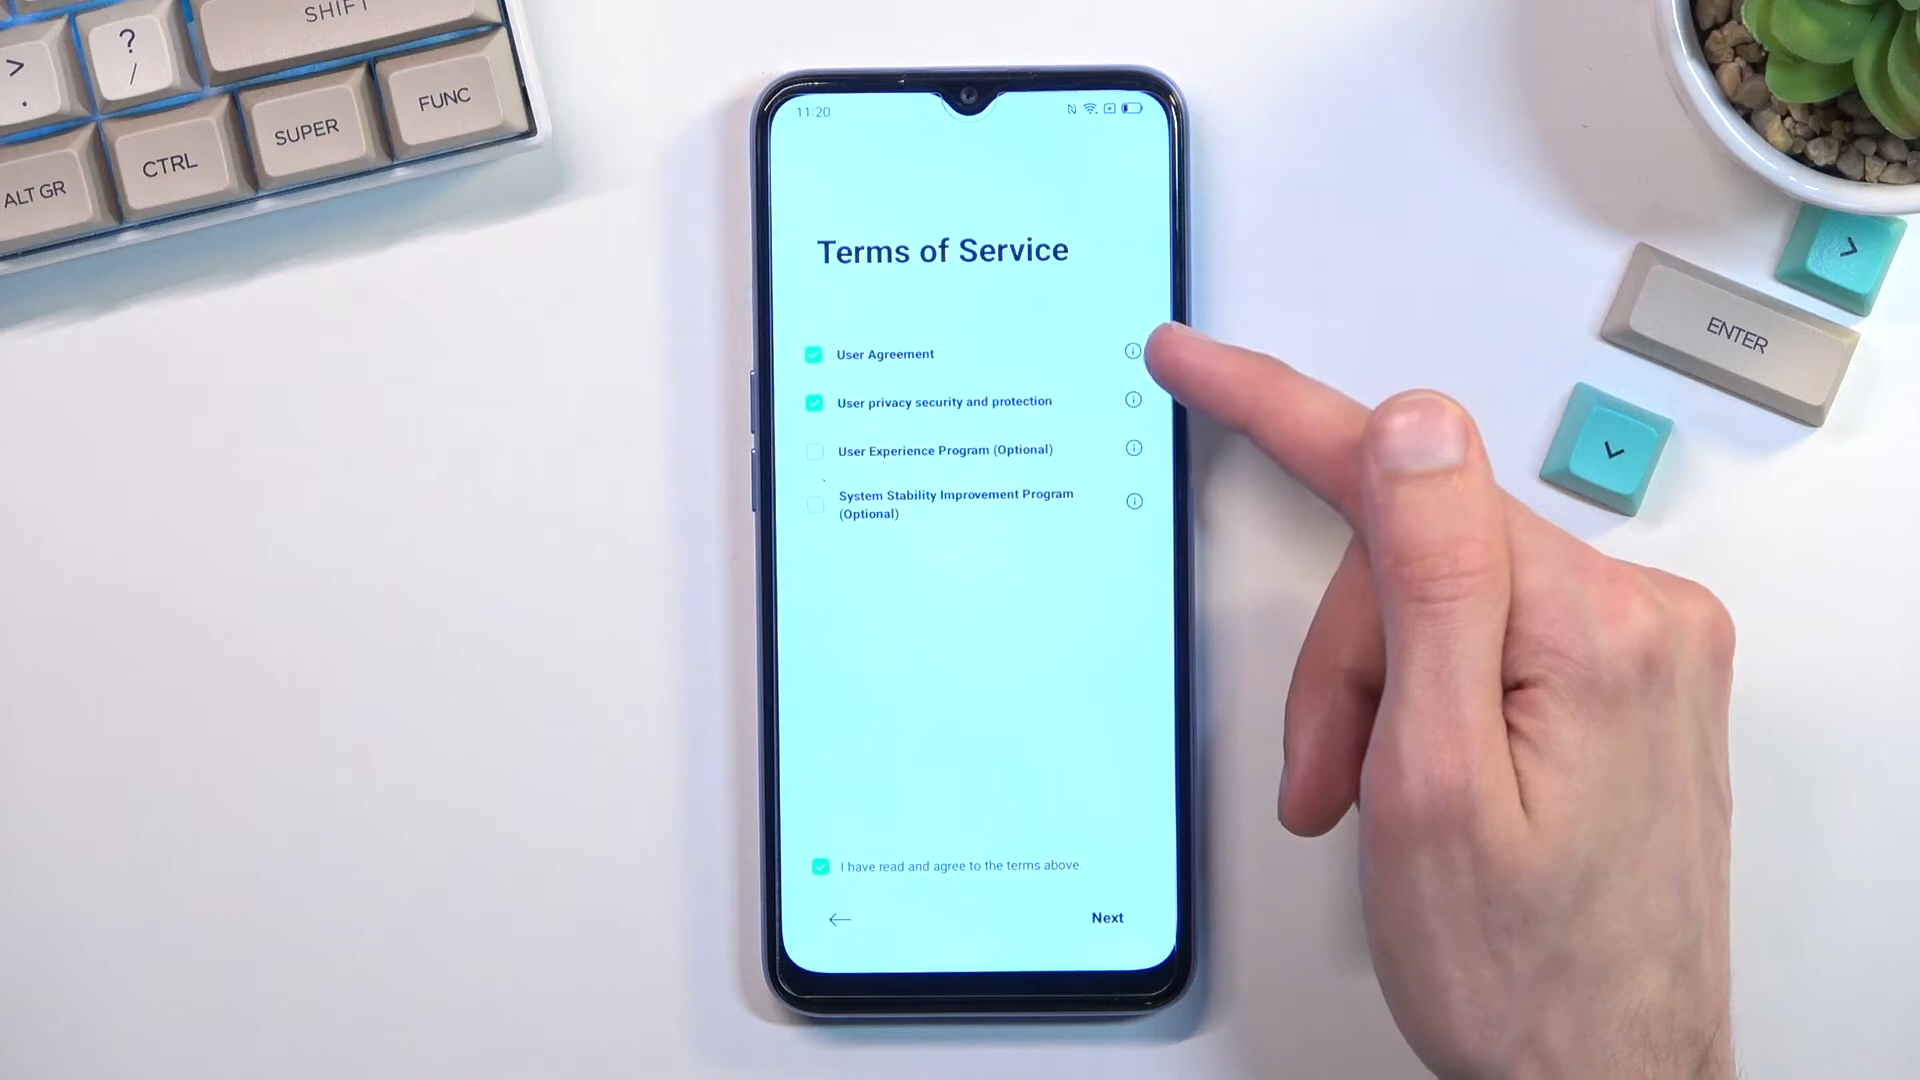 SHIFT
> .
? /
FUNC
SUPER
CTRL
ALT GR
11:20
Terms of Service
User Agreement
User privacy security and protection
User Experience Program (Optional)
System Stability Improvement Program
(Optional)
I have read and agree to the terms above.
Next
>
ENTER